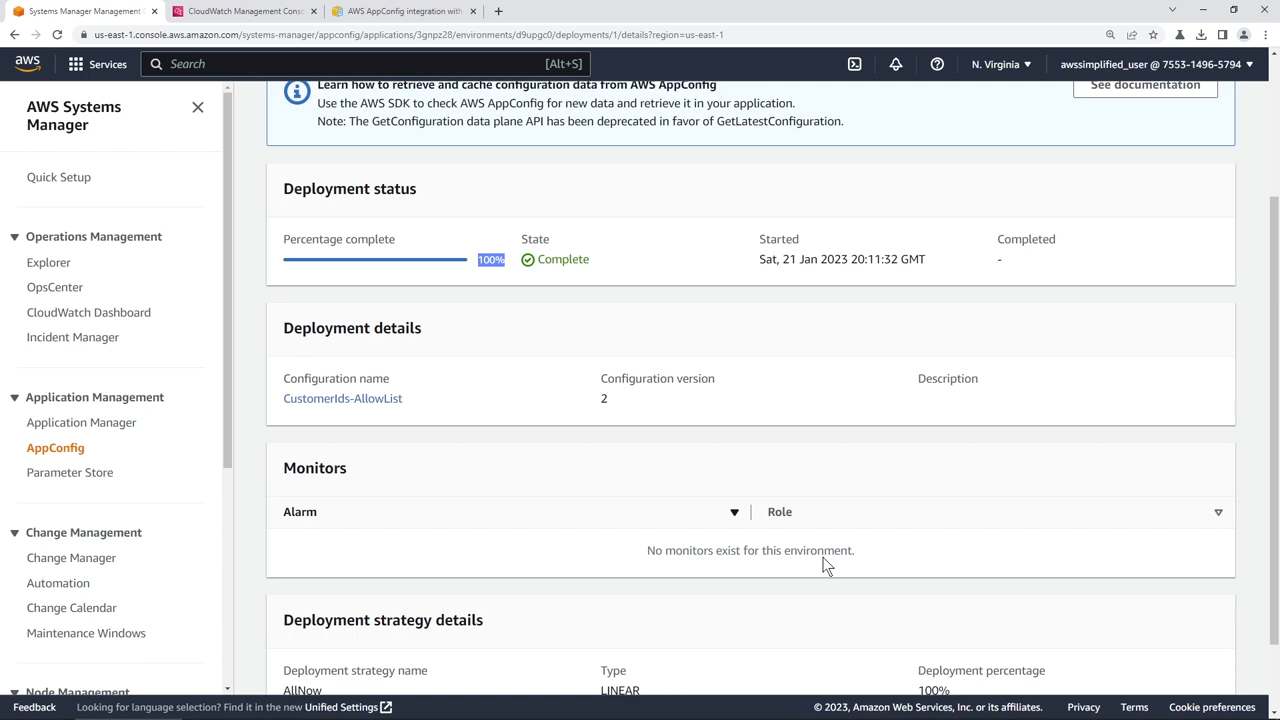 Systems Manager Management
CloudWatch Management Conso
AWS AppConfig integration with
us-east-1.console.aws.amazon.com/systems-manager/appconfig/applications/3gnpz28/environments/d9upgc0/deployments/1/details?region=us-east-1
aws
Services
Search
[Alt+S]
N. Virginia
awssimplified_user @ 7553-1496-5794
AWS Systems
Manager
Quick Setup
Operations Management
Explorer
OpsCenter
CloudWatch Dashboard
Incident Manager
Application Management
Application Manager
AppConfig
Parameter Store
Change Management
Change Manager
Automation
Change Calendar
Maintenance Windows
Node Management
Learn how to retrieve and cache configuration data from AWS AppConfig
Use the AWS SDK to check AWS AppConfig for new data and retrieve it in your application.
Note: The GetConfiguration data plane API has been deprecated in favor of GetLatestConfiguration.
See documentation
Deployment status
Percentage complete
100%
State
Complete
Started
Sat, 21 Jan 2023 20:11:32 GMT
Completed
-
Deployment details
Configuration name
CustomerIds-AllowList
Configuration version
2
Description
Monitors
Alarm
Role
No monitors exist for this environment.
Deployment strategy details
Deployment strategy name
AllNow
Type
LINEAR
Deployment percentage
100%
Feedback
Looking for language selection? Find it in the new Unified Settings
© 2023, Amazon Web Services, Inc. or its affiliates.
Privacy
Terms
Cookie preferences